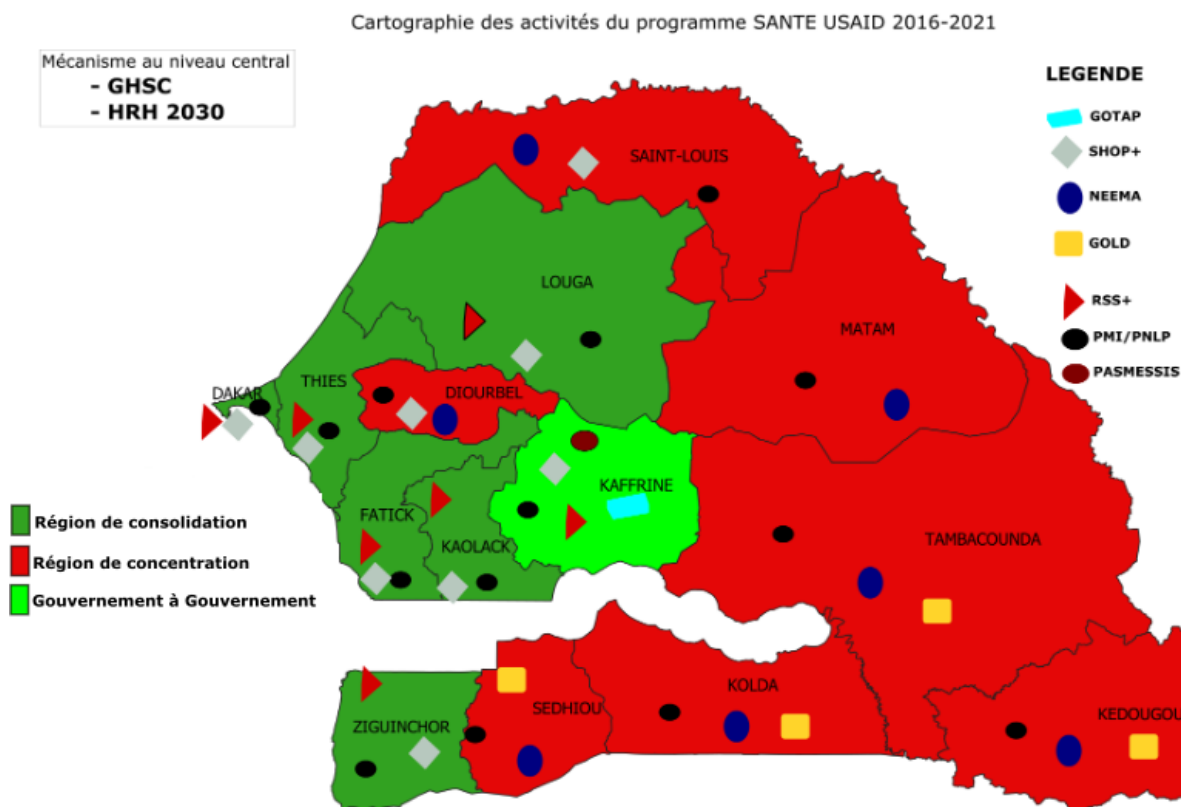 Cartographie des activités du programme SANTE USAID 2016-2021
Mécanisme au niveau central
- GHSC
- HRH 2030
LEGENDE
GOTAP
SHOP+
NEEMA
GOLD
RSS+
PMI/PNLP
PASMESSIS
SAINT-LOUIS
LOUGA
MATAM
THIES
DAKAR
DIOURBEL
KAFFRINE
FATICK
KAOLACK
TAMBACOUNDA
Région de consolidation
Région de concentration
Gouvernement à Gouvernement
KOLDA
SEDHIOU
ZIGUINCHOR
KEDOUGOU